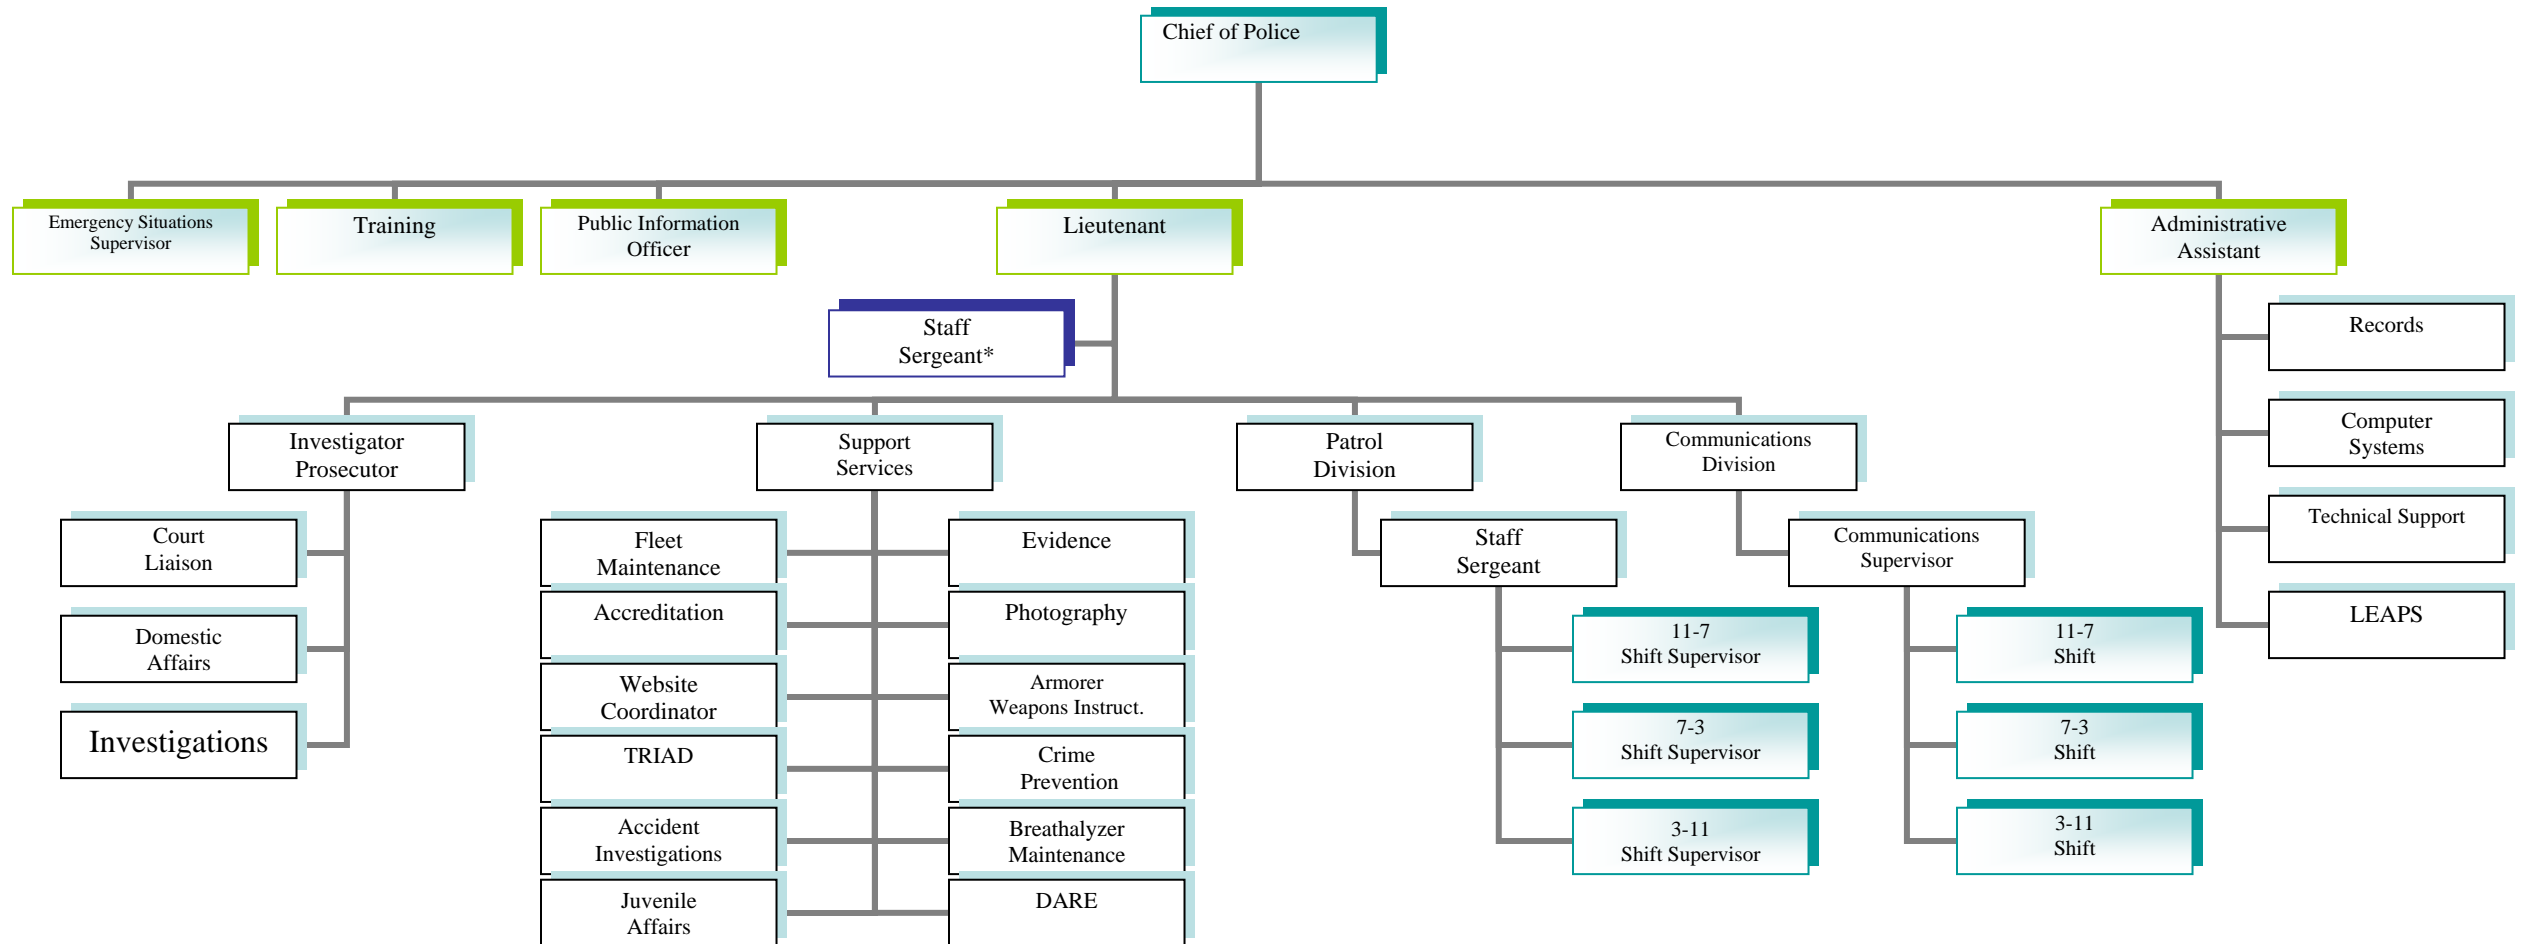 Chief of Police
Emergency Situations
Supervisor
Training
Public Information
Officer
Lieutenant
Administrative
Assistant
Staff
Sergeant*
Records
Computer
Systems
Technical Support
LEAPS
Investigator
Prosecutor
Support
Services
Patrol
Division
Communications
Division
Court
Liaison
Domestic
Affairs
Investigations
Fleet
Maintenance
Accreditation
Website
Coordinator
TRIAD
Accident
Investigations
Juvenile
Affairs
Evidence
Photography
Armorer
Weapons Instruct.
Crime
Prevention
Breathalyzer
Maintenance
DARE
Staff
Sergeant
11-7
Shift Supervisor
7-3
Shift Supervisor
3-11
Shift Supervisor
Communications
Supervisor
11-7
Shift
7-3
Shift
3-11
Shift